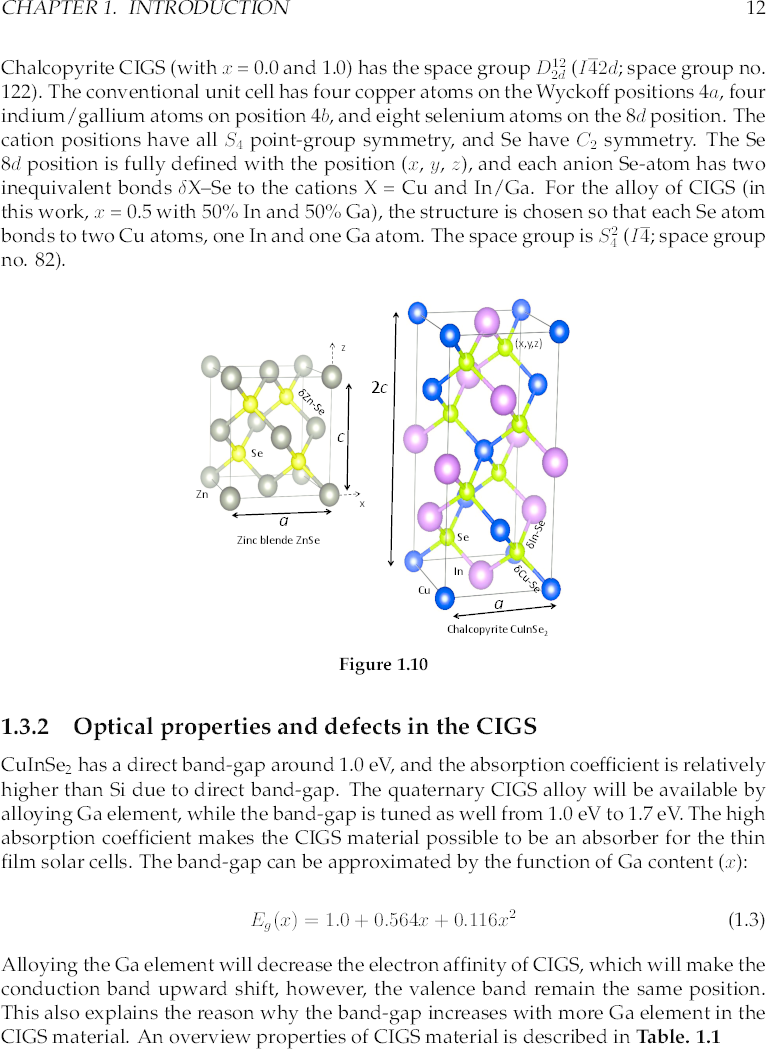 CHAPTER 1. INTRODUCTION 12
Chalcopyrite CIGS (with x = 0.0 and 1.0) has the space group D_{2d}^{12} (I4̅2d; space group no.
122). The conventional unit cell has four copper atoms on the Wyckoff positions 4a, four
indium/gallium atoms on position 4b, and eight selenium atoms on the 8d position. The
cation positions have all S_4 point-group symmetry, and Se have C_2 symmetry. The Se
8d position is fully defined with the position (x, y, z), and each anion Se-atom has two
inequivalent bonds δX–Se to the cations X = Cu and In/Ga. For the alloy of CIGS (in
this work, x = 0.5 with 50% In and 50% Ga), the structure is chosen so that each Se atom
bonds to two Cu atoms, one In and one Ga atom. The space group is S_4^2 (I4̅; space group
no. 82).
z
δZn-Se
c
Se
Zn
x
a
Zinc blende ZnSe
(x,y,z)
2c
Se
δIn-Se
In
δCu-Se
Cu
a
Chalcopyrite CuInSe₂
Figure 1.10
1.3.2 Optical properties and defects in the CIGS
CuInSe₂ has a direct band-gap around 1.0 eV, and the absorption coefficient is relatively
higher than Si due to direct band-gap. The quaternary CIGS alloy will be available by
alloying Ga element, while the band-gap is tuned as well from 1.0 eV to 1.7 eV. The high
absorption coefficient makes the CIGS material possible to be an absorber for the thin
film solar cells. The band-gap can be approximated by the function of Ga content (x):
E_g(x) = 1.0 + 0.564x + 0.116x² (1.3)
Alloying the Ga element will decrease the electron affinity of CIGS, which will make the
conduction band upward shift, however, the valence band remain the same position.
This also explains the reason why the band-gap increases with more Ga element in the
CIGS material. An overview properties of CIGS material is described in Table. 1.1